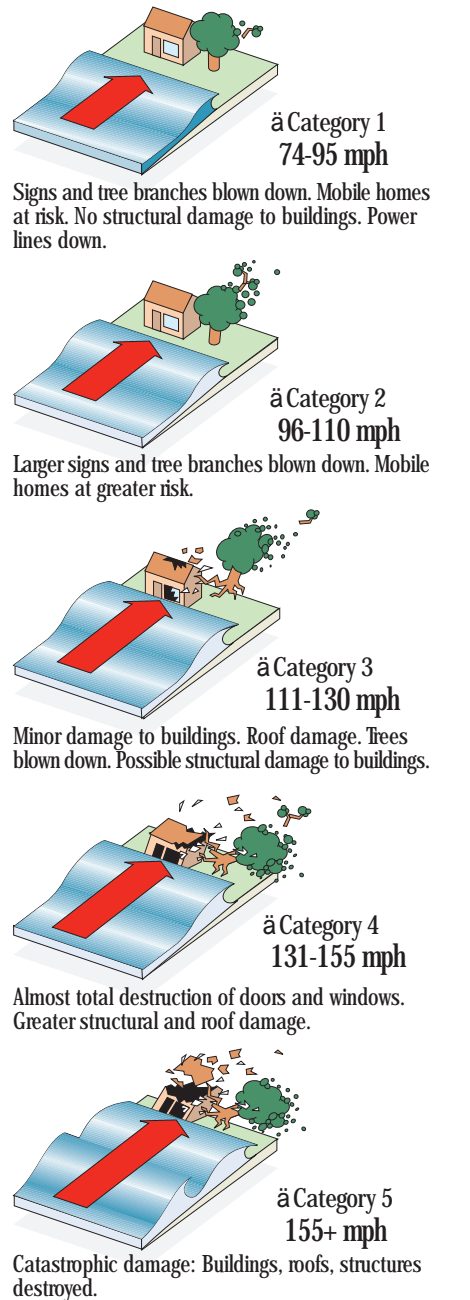 ä Category 1
74-95 mph
Signs and tree branches blown down. Mobile homes
at risk. No structural damage to buildings. Power
lines down.
ä Category 2
96-110 mph
Larger signs and tree branches blown down. Mobile
homes at greater risk.
ä Category 3
111-130 mph
Minor damage to buildings. Roof damage. Trees
blown down. Possible structural damage to buildings.
ä Category 4
131-155 mph
Almost total destruction of doors and windows.
Greater structural and roof damage.
ä Category 5
155+ mph
Catastrophic damage: Buildings, roofs, structures
destroyed.